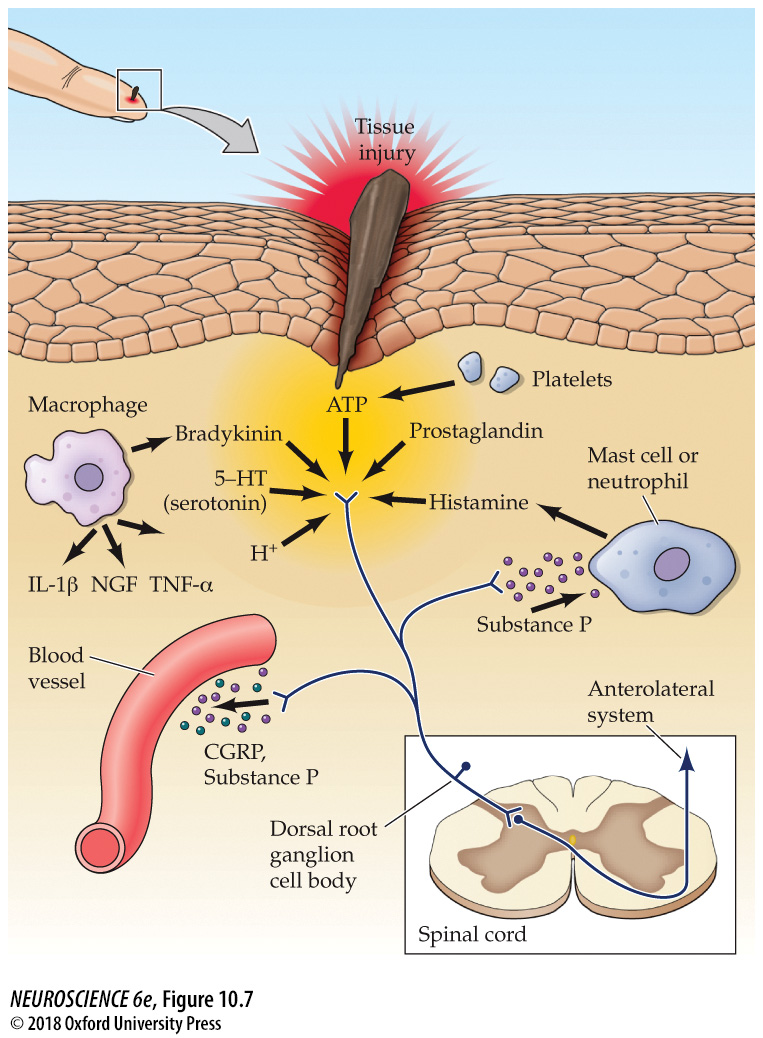 Tissue
injury
Platelets
ATP
Macrophage
Bradykinin
Prostaglandin
Mast cell or
neutrophil
5–HT
(serotonin)
Histamine
H⁺
IL-1β NGF TNF-α
Substance P
Blood
vessel
Anterolateral
system
CGRP,
Substance P
Dorsal root
ganglion
cell body
Spinal cord
NEUROSCIENCE 6e, Figure 10.7
© 2018 Oxford University Press